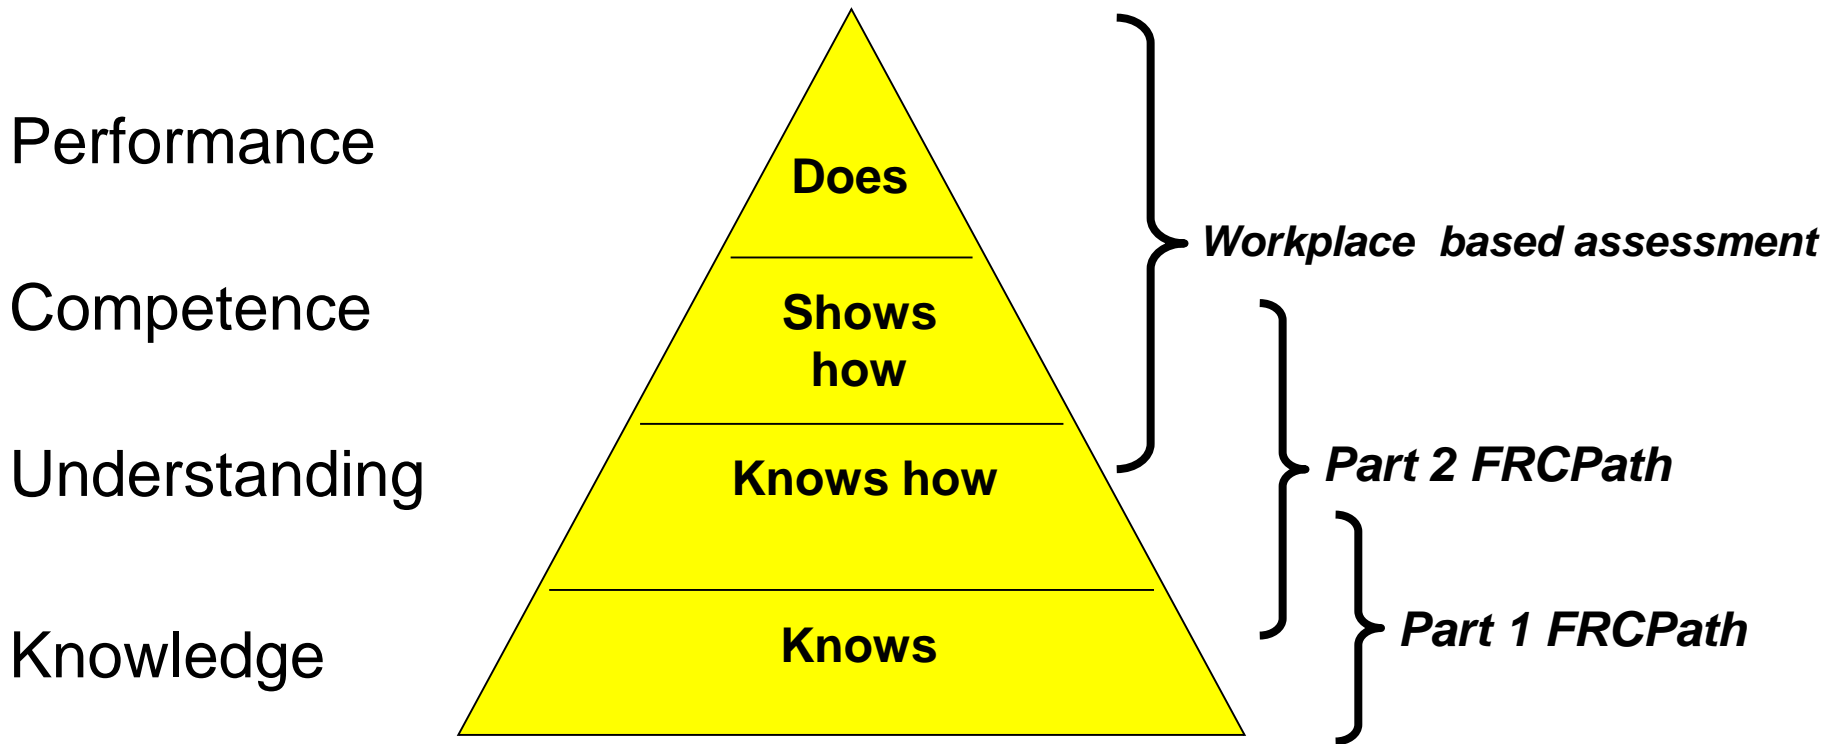 Performance
Does
Workplace  based assessment
Competence
Shows
how
Understanding
Knows how
Part 2 FRCPath
Knowledge
Knows
Part 1 FRCPath